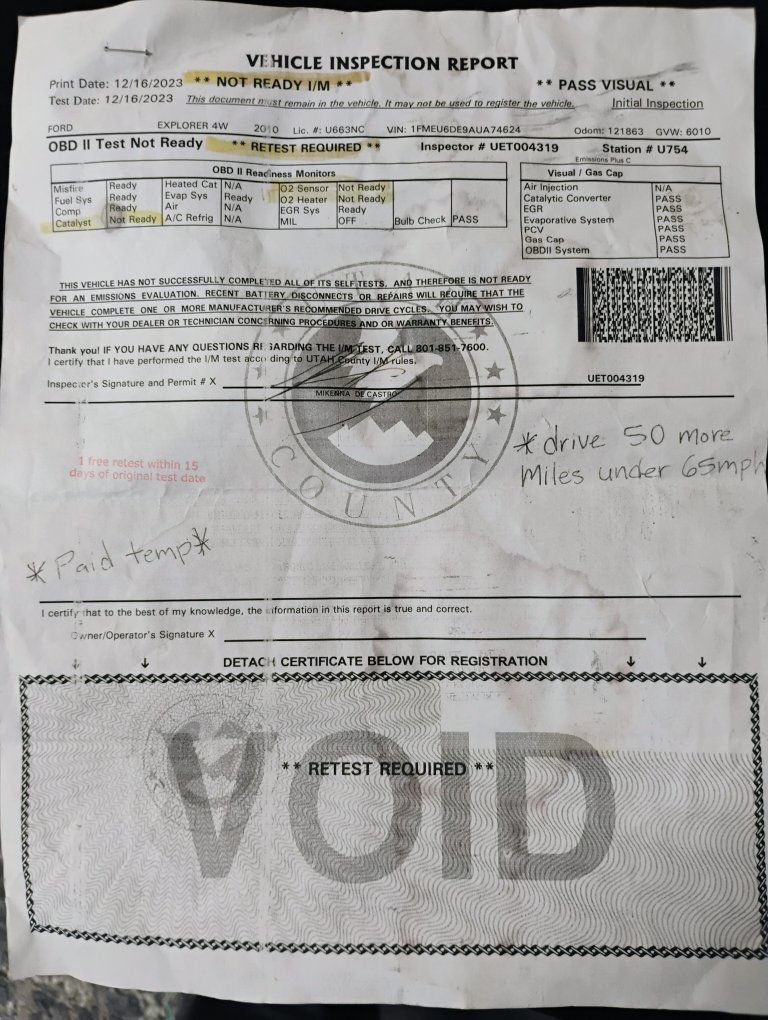 VEHICLE INSPECTION REPORT
Print Date: 12/16/2023 ** NOT READY I/M ** ** PASS VISUAL **
Test Date: 12/16/2023 This document must remain in the vehicle. It may not be used to register the vehicle. Initial Inspection
FORD EXPLORER 4W 2010 Lic. #: U663NC VIN: 1FMEU6DE9AUA74624 Odom: 121863 GVW: 6010
OBD II Test Not Ready ** RETEST REQUIRED ** Inspector # UET004319 Station # U754
Emissions Plus C
OBD II Readiness Monitors
Misfire Ready Heated Cat N/A O2 Sensor Not Ready
Fuel Sys Ready Evap Sys Ready O2 Heater Not Ready
Comp Ready Air N/A EGR Sys Ready
Catalyst Not Ready A/C Refrig N/A MIL OFF Bulb Check PASS
Visual / Gas Cap
Air Injection N/A
Catalytic Converter PASS
EGR PASS
Evaporative System PASS
PCV PASS
Gas Cap PASS
OBDII System PASS
THIS VEHICLE HAS NOT SUCCESSFULLY COMPLETED ALL OF ITS SELF TESTS, AND THEREFORE IS NOT READY
FOR AN EMISSIONS EVALUATION. RECENT BATTERY DISCONNECTS OR REPAIRS WILL REQUIRE THAT THE
VEHICLE COMPLETE ONE OR MORE MANUFACTURER'S RECOMMENDED DRIVE CYCLES. YOU MAY WISH TO
CHECK WITH YOUR DEALER OR TECHNICIAN CONCERNING PROCEDURES AND OR WARRANTY BENEFITS.
Thank you! IF YOU HAVE ANY QUESTIONS REGARDING THE I/M TEST, CALL 801-851-7600.
I certify that I have performed the I/M test according to UTAH County I/M rules.
Inspector's Signature and Permit # X UET004319
MIKENNA DE CASTRO
COUNTY
*drive 50 more
miles under 65mph
1 free retest within 15
days of original test date
*Paid temp*
I certify that to the best of my knowledge, the information in this report is true and correct.
Owner/Operator's Signature X
DETACH CERTIFICATE BELOW FOR REGISTRATION
VOID
** RETEST REQUIRED **